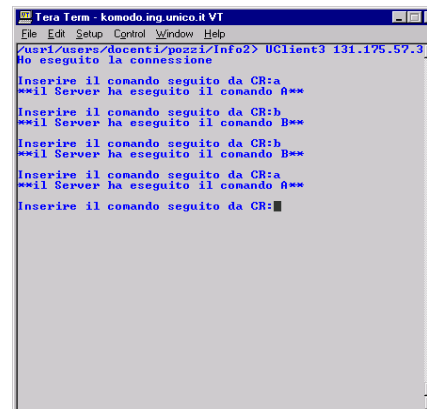 Tera Term - komodo.ing.unico.it VT
File Edit Setup Control Window Help
/usr1/users/docenti/pozzi/Info2> UClient3 131.175.57.3
Ho eseguito la connessione
Inserire il comando seguito da CR:a
**il Server ha eseguito il comando A**
Inserire il comando seguito da CR:b
**il Server ha eseguito il comando B**
Inserire il comando seguito da CR:b
**il Server ha eseguito il comando B**
Inserire il comando seguito da CR:a
**il Server ha eseguito il comando A**
Inserire il comando seguito da CR: